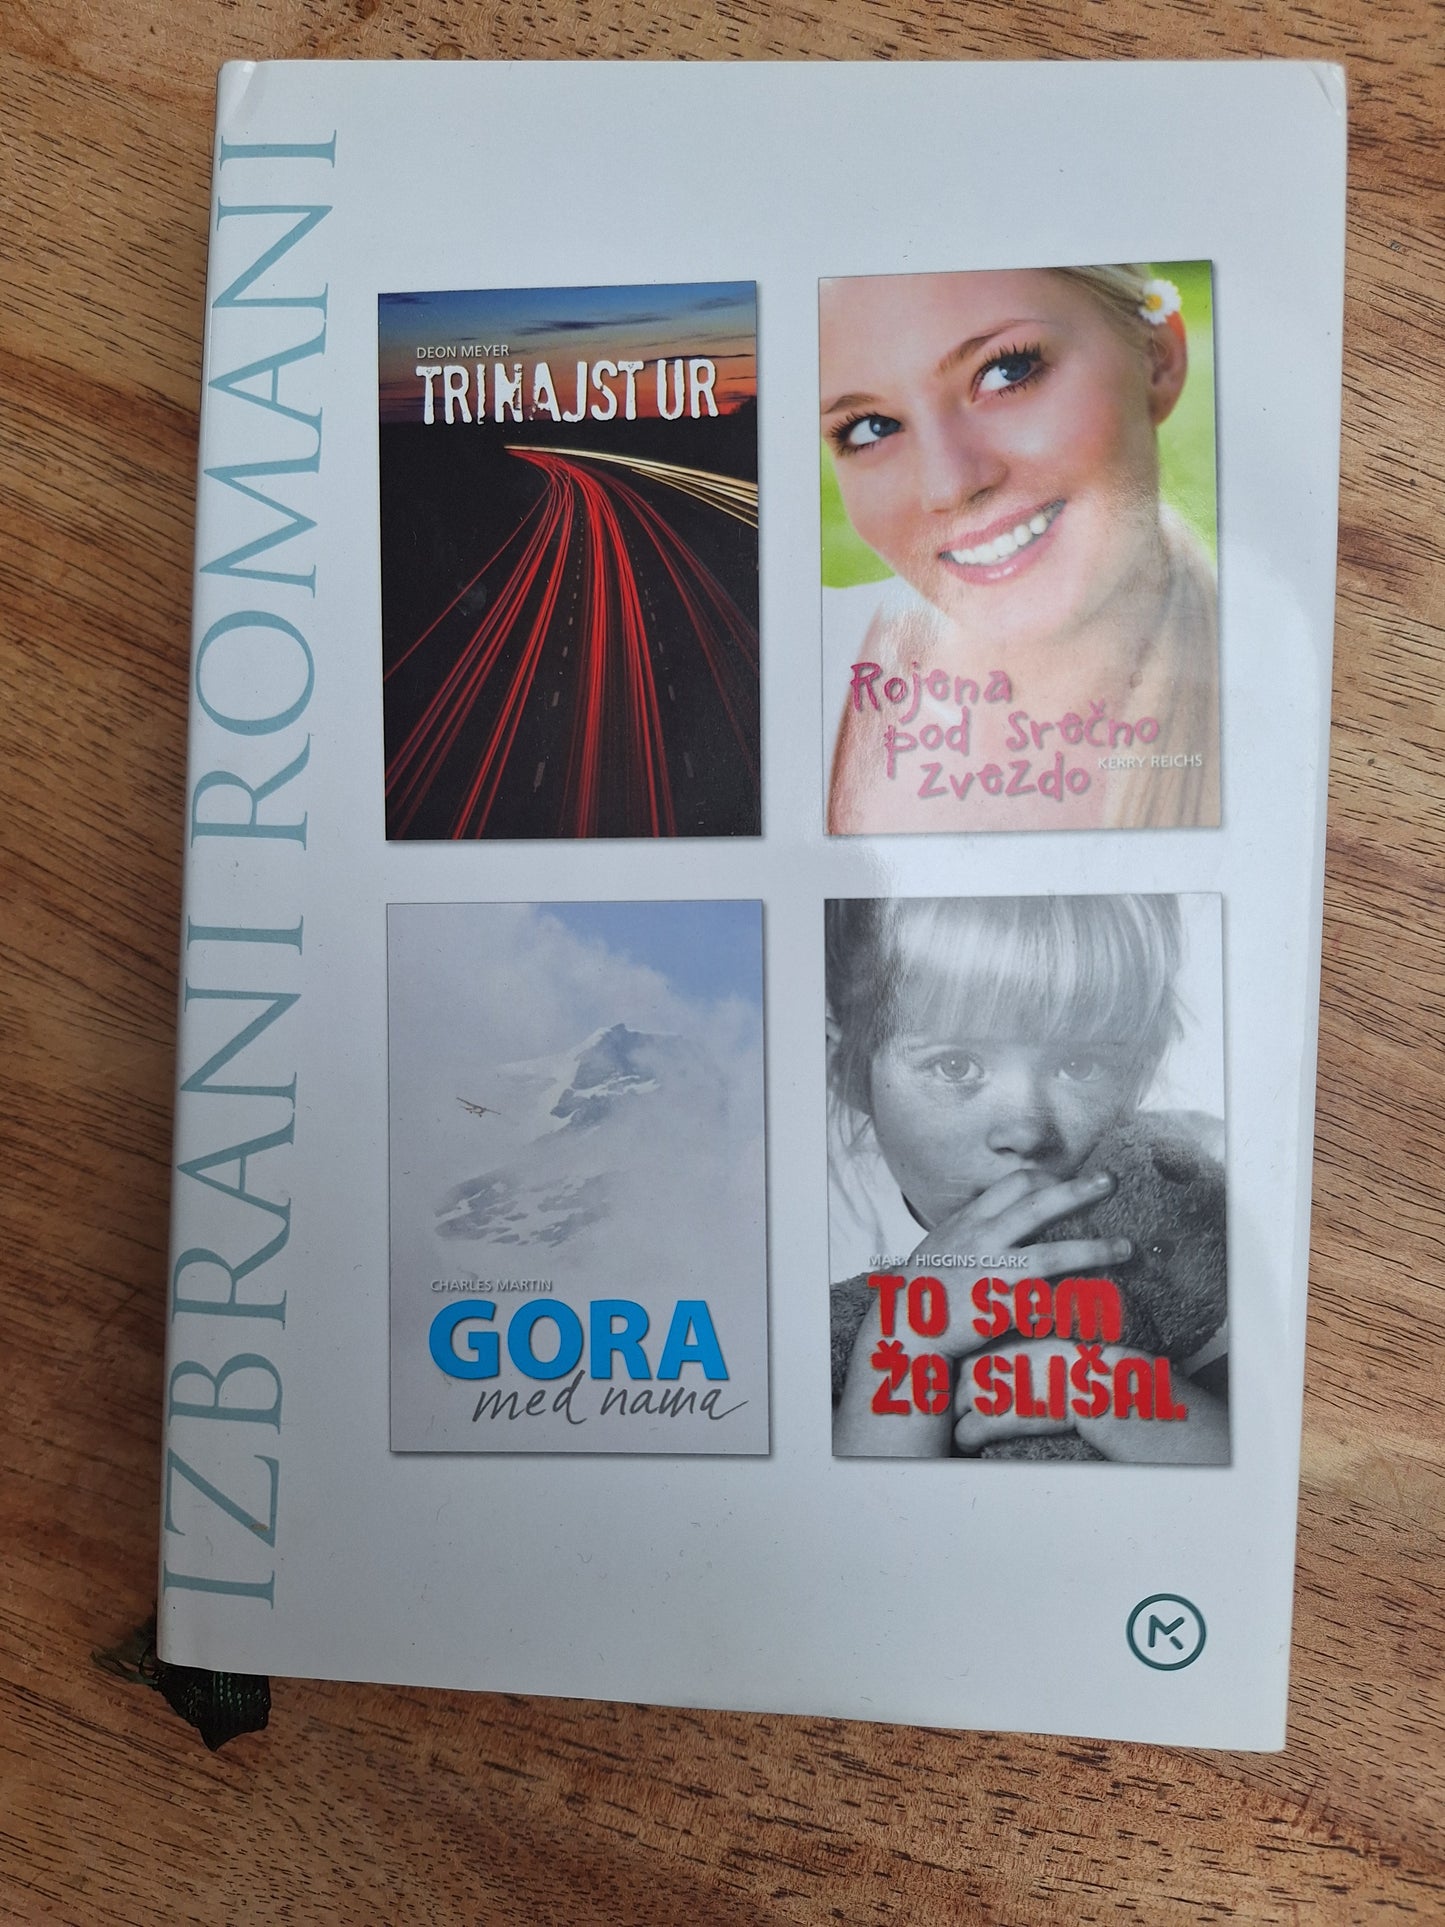 IZBRANI ROMANI
DEON MEYER
TRINAJST UR
Rojena
pod srečno
zvezdo
KERRY REICHS
CHARLES MARTIN
GORA
med nama
MARY HIGGINS CLARK
TO SEM
ŽE SLIŠAL
MK